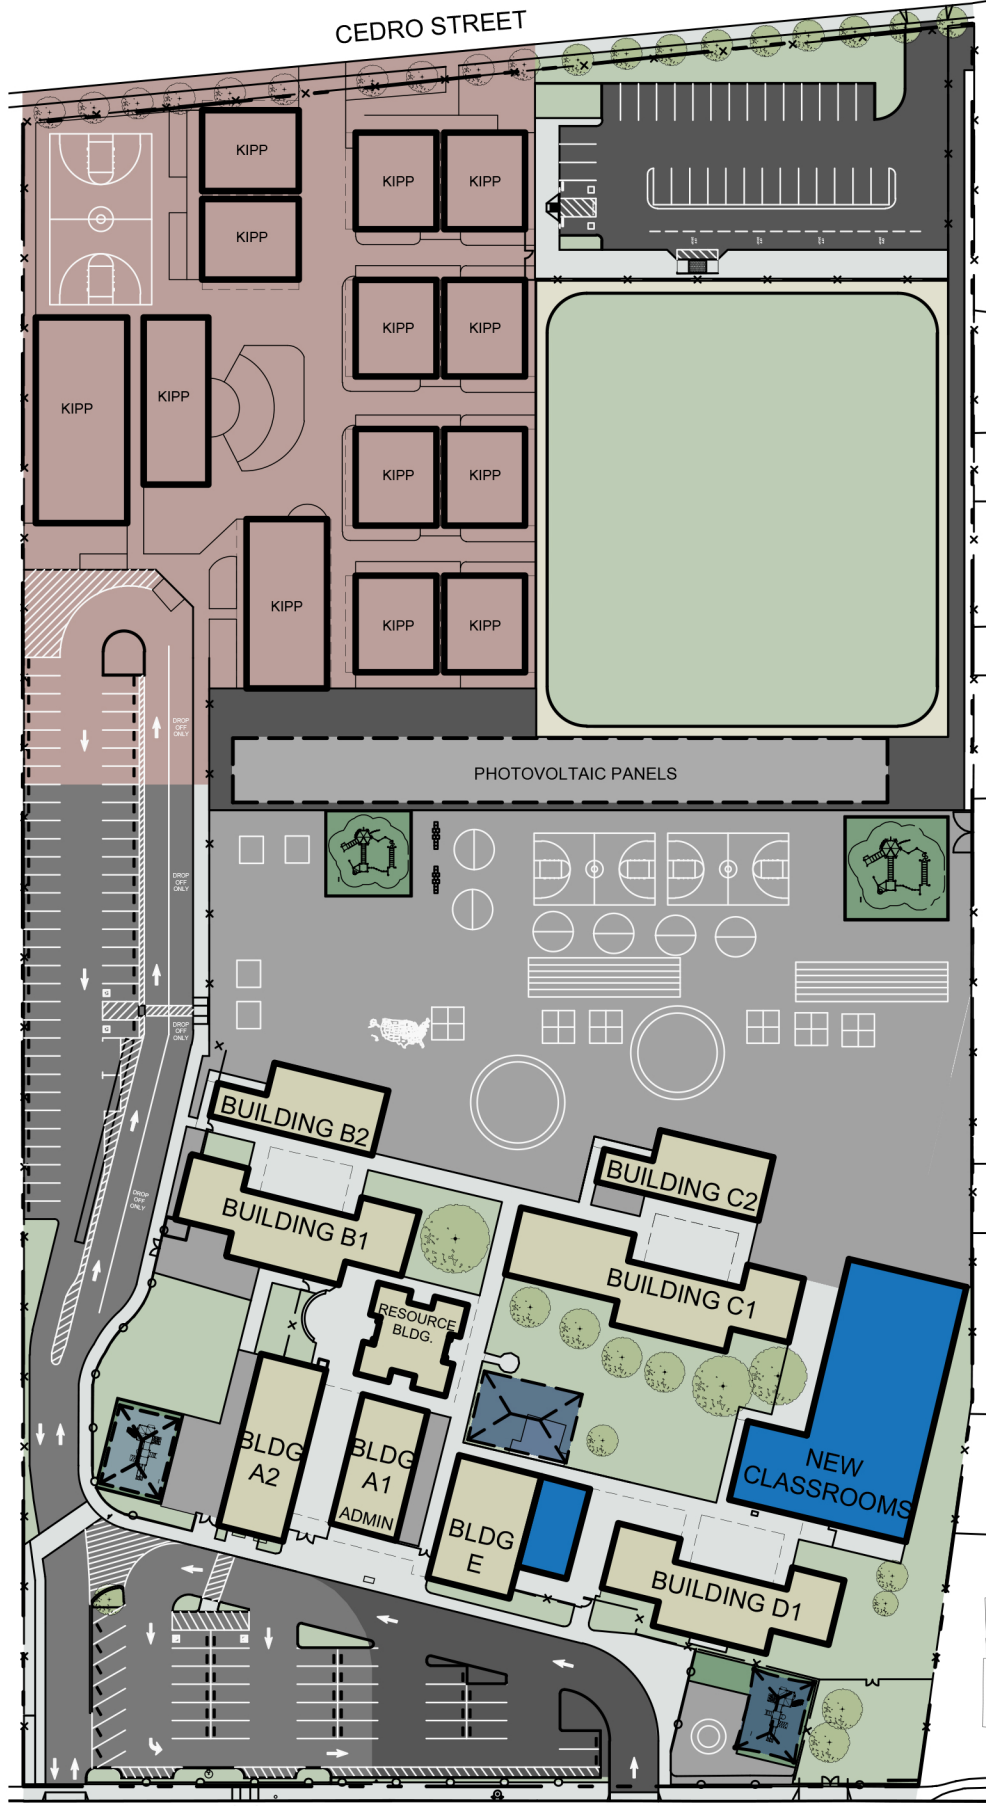 CEDRO STREET
KIPP
KIPP
KIPP
KIPP
KIPP
KIPP
KIPP
KIPP
KIPP
KIPP
KIPP
KIPP
KIPP
DROP
OFF
ONLY
PHOTOVOLTAIC PANELS
DROP
OFF
ONLY
DROP
OFF
ONLY
BUILDING B2
BUILDING C2
DROP
OFF
ONLY
BUILDING B1
BUILDING C1
RESOURCE
BLDG.
BLDG
A2
BLDG
A1
ADMIN
NEW
CLASSROOMS
BLDG
E
BUILDING D1